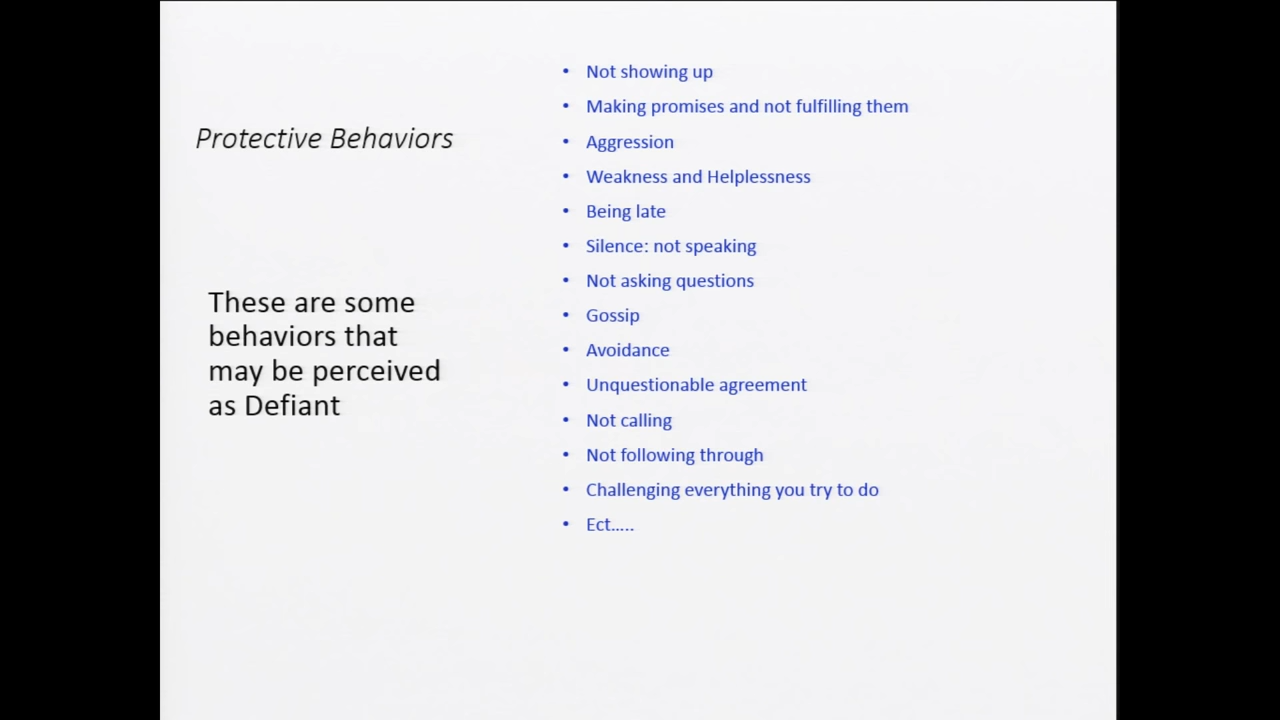 Protective Behaviors
These are some
behaviors that
may be perceived
as Defiant
• Not showing up
• Making promises and not fulfilling them
• Aggression
• Weakness and Helplessness
• Being late
• Silence: not speaking
• Not asking questions
• Gossip
• Avoidance
• Unquestionable agreement
• Not calling
• Not following through
• Challenging everything you try to do
• Ect…..